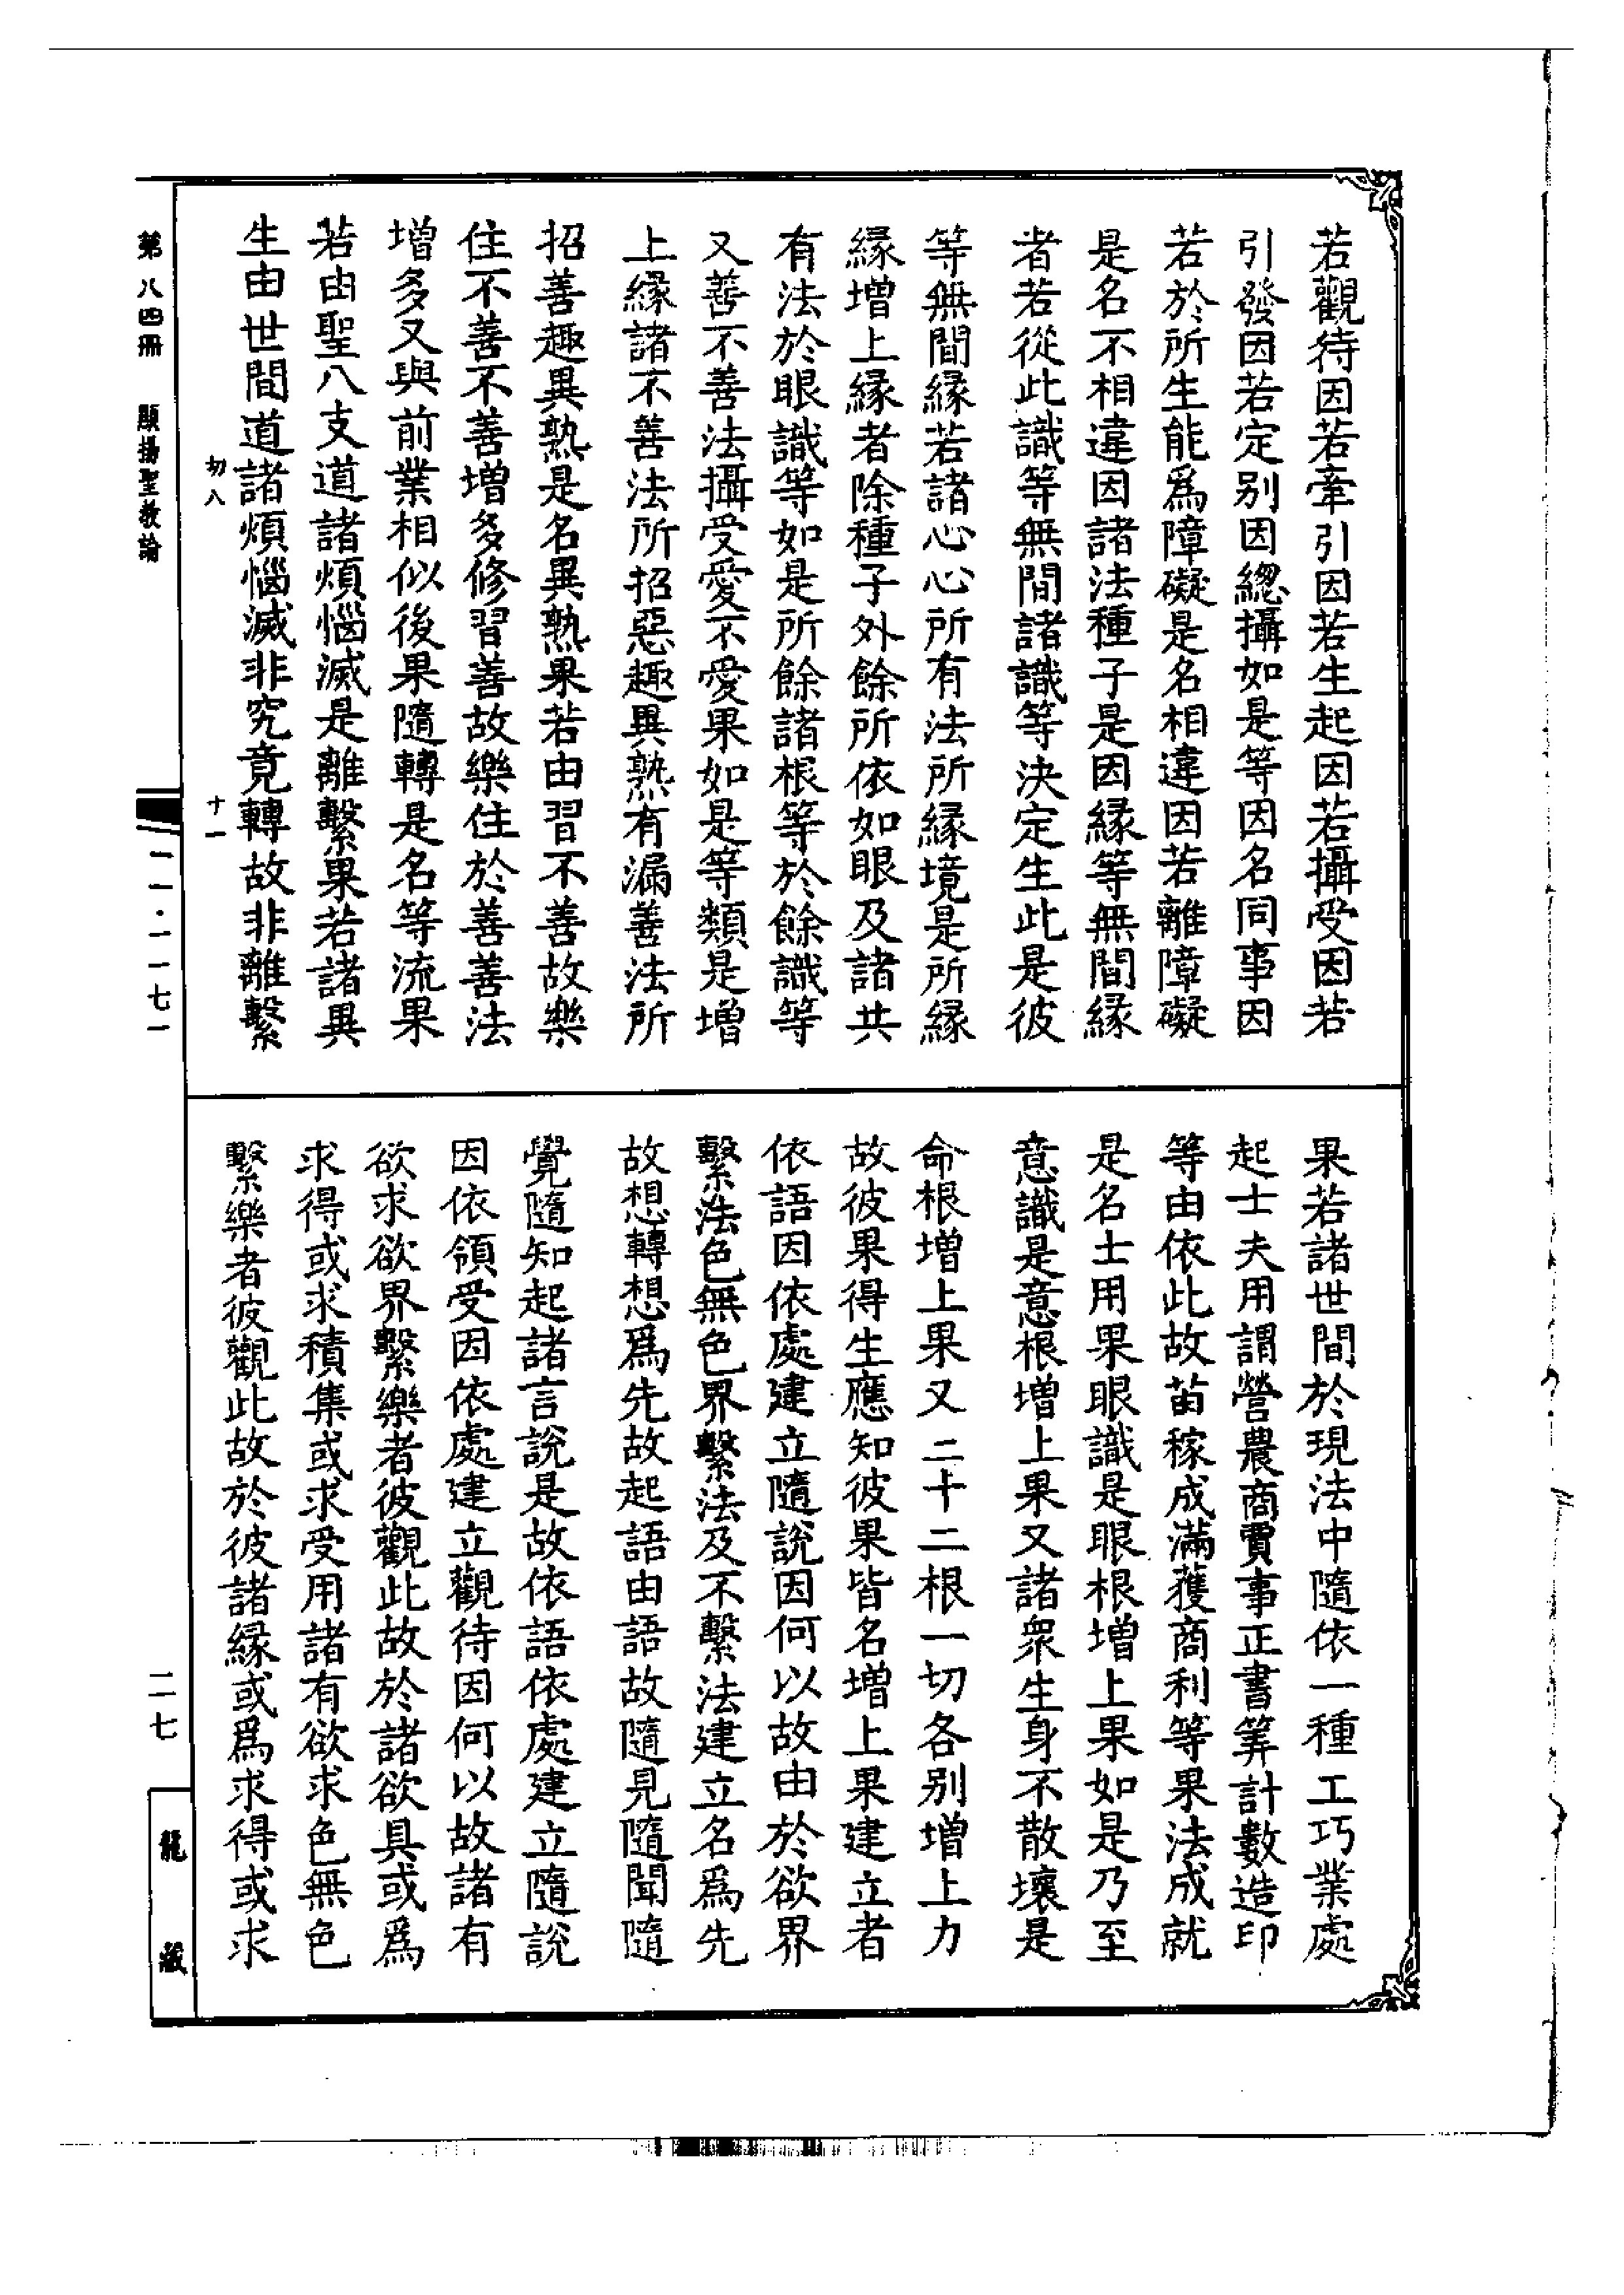 若觀待因若牽引因若生起因若攝受因若
引發因若定别因緫攝如是等因名同事因
若於所生能爲障礙是名相違因若離障礙
是名不相違因諸法種子是因緣等無間緣
者若從此識等無間諸識等決定生此是彼
等無間緣若諸心心所有法所緣境是所緣
緣增上緣者除種子外餘所依如眼及諸共
有法於眼識等如是所餘諸根等於餘識等
又善不善法攝受愛不愛果如是等類是增
上緣諸不善法所招惡趣異熟有漏善法所
招善趣異熟是名異熟果若由習不善故樂
住不善不善增多修習善故樂住於善善法
增多又與前業相似後果隨轉是名等流果
若由聖八支道諸煩惱滅是離繫果若諸異
生由世間道諸煩惱滅非究竟轉故非離繫
果若諸世間於現法中隨依一種工巧業處
起士夫用謂營農商賈事正書筭計數造印
等由依此故苗稼成滿獲商利等果法成就
是名士用果眼識是眼根增上果如是乃至
意識是意根增上果又諸衆生身不散壞是
命根增上果又二十二根一切各别增上力
故彼果得生應知彼果皆名增上果建立者
依語因依處建立隨說因何以故由於欲界
繫法色無色界繫法及不繫法建立名爲先
故想轉想爲先故起語由語故隨見隨聞隨
覺隨知起諸言說是故依語依處建立隨說
因依領受因依處建立觀待因何以故諸有
欲求欲界繫樂者彼觀此故於諸欲具或爲
求得或求積集或求受用諸有欲求色無色
繫樂者彼觀此故於彼諸緣或爲求得或求
切八
十一
第八四冊 顯揚聖教論
一一·一一七一
二七
龍藏